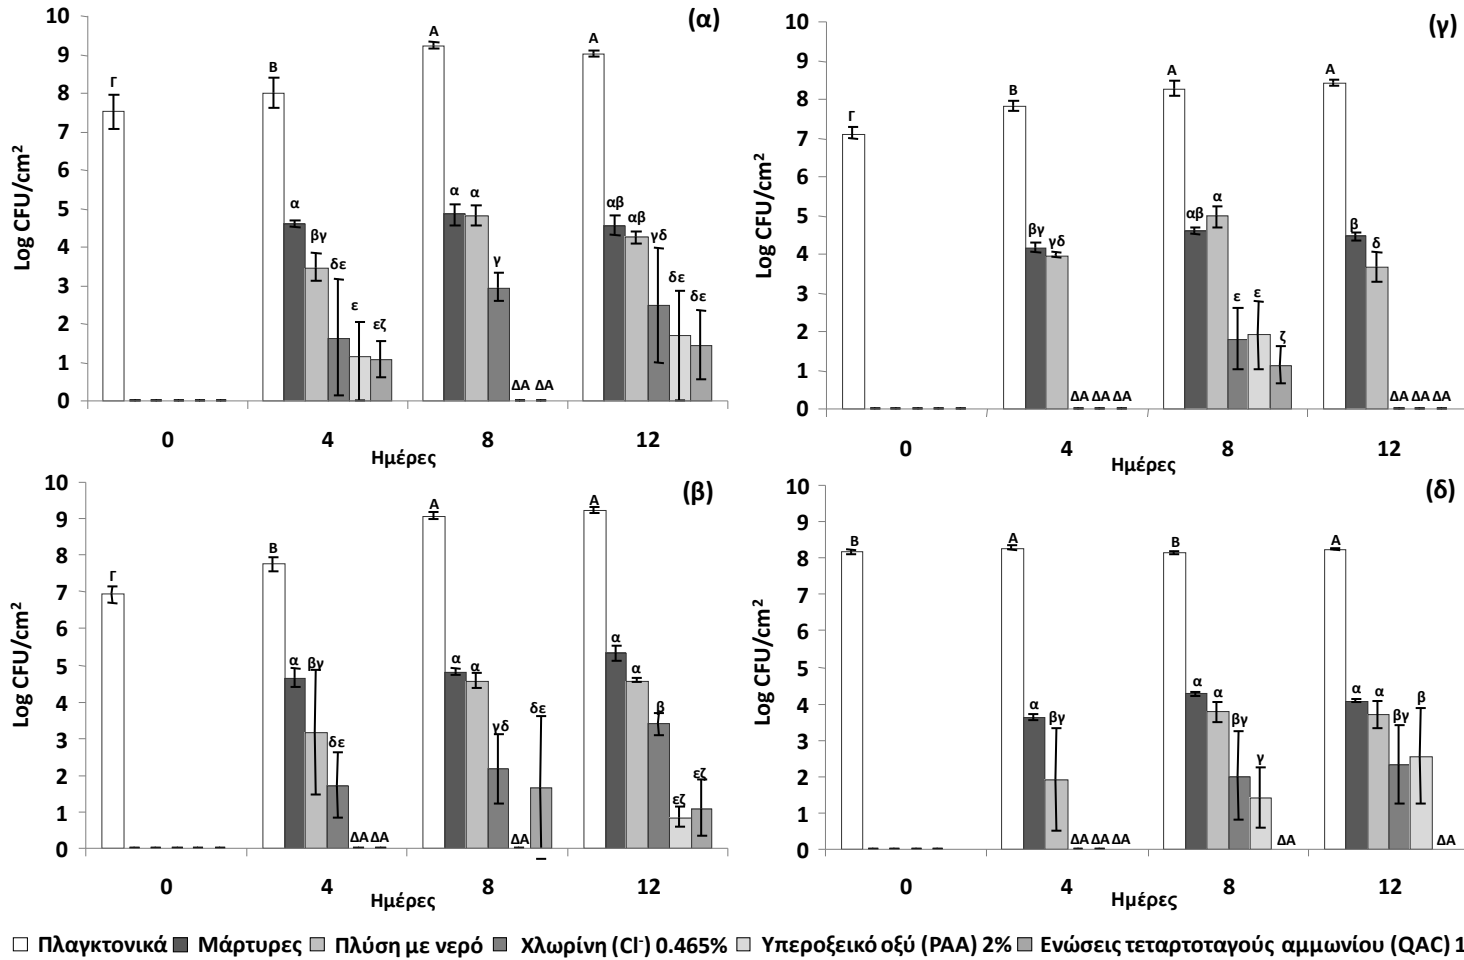 (α)
Log CFU/cm²
10
9
8
7
6
5
4
3
2
1
0
Γ
Β
α
βγ
δε
ε
εζ
Α
α
α
γ
ΔΑ ΔΑ
Α
αβ
αβ
γδ
δε
δε
0 4 8 12
Ημέρες
(γ)
Log CFU/cm²
10
9
8
7
6
5
4
3
2
1
0
Γ
Β
βγ
γδ
ΔΑ ΔΑ ΔΑ
Α
αβ
α
ε
ε
ζ
Α
β
δ
ΔΑ ΔΑ ΔΑ
0 4 8 12
Ημέρες
(β)
Log CFU/cm²
10
9
8
7
6
5
4
3
2
1
0
Γ
Β
α
βγ
δε
ΔΑ ΔΑ
Α
α
α
γδ
ΔΑ
δε
Α
α
α
β
εζ
εζ
0 4 8 12
Ημέρες
(δ)
Log CFU/cm²
10
9
8
7
6
5
4
3
2
1
0
Β
Α
α
βγ
ΔΑ ΔΑ ΔΑ
Β
α
α
βγ
γ
ΔΑ
Α
α
α
βγ
β
ΔΑ
0 4 8 12
Ημέρες
Πλαγκτονικά Μάρτυρες Πλύση με νερό Χλωρίνη (Cl⁻) 0.465% Υπεροξεικό οξύ (PAA) 2% Ενώσεις τεταρτοταγούς αμμωνίου (QAC) 1